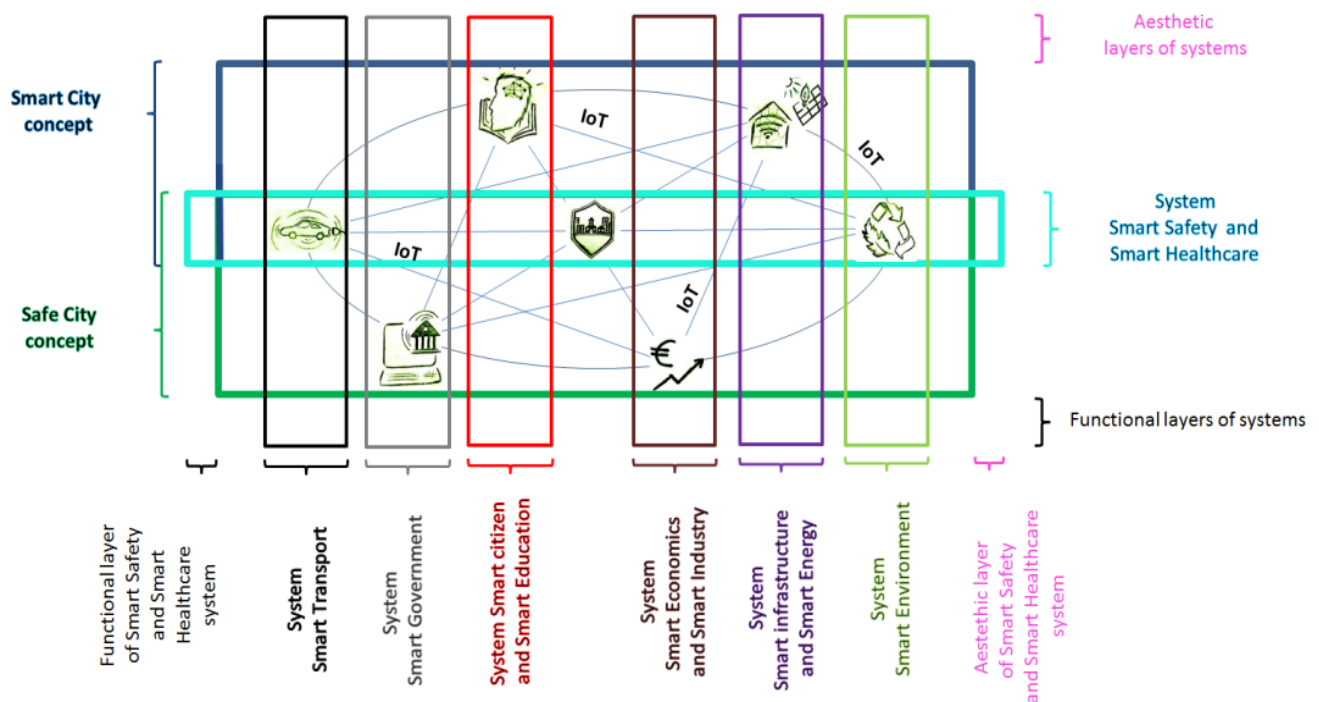 Aesthetic
layers of systems
Smart City
concept
IoT
IoT
System
Smart Safety and
Smart Healthcare
IoT
IoT
Safe City
concept
€
Functional layers of systems
Functional layer
of Smart Safety
and Smart
Healthcare
system
System
Smart Transport
System
Smart Government
System Smart citizen
and Smart Education
System
Smart Economics
and Smart Industry
System
Smart infrastructure
and Smart Energy
System
Smart Environment
Aestethic layer
of Smart Safety
and Smart Healthcare
system